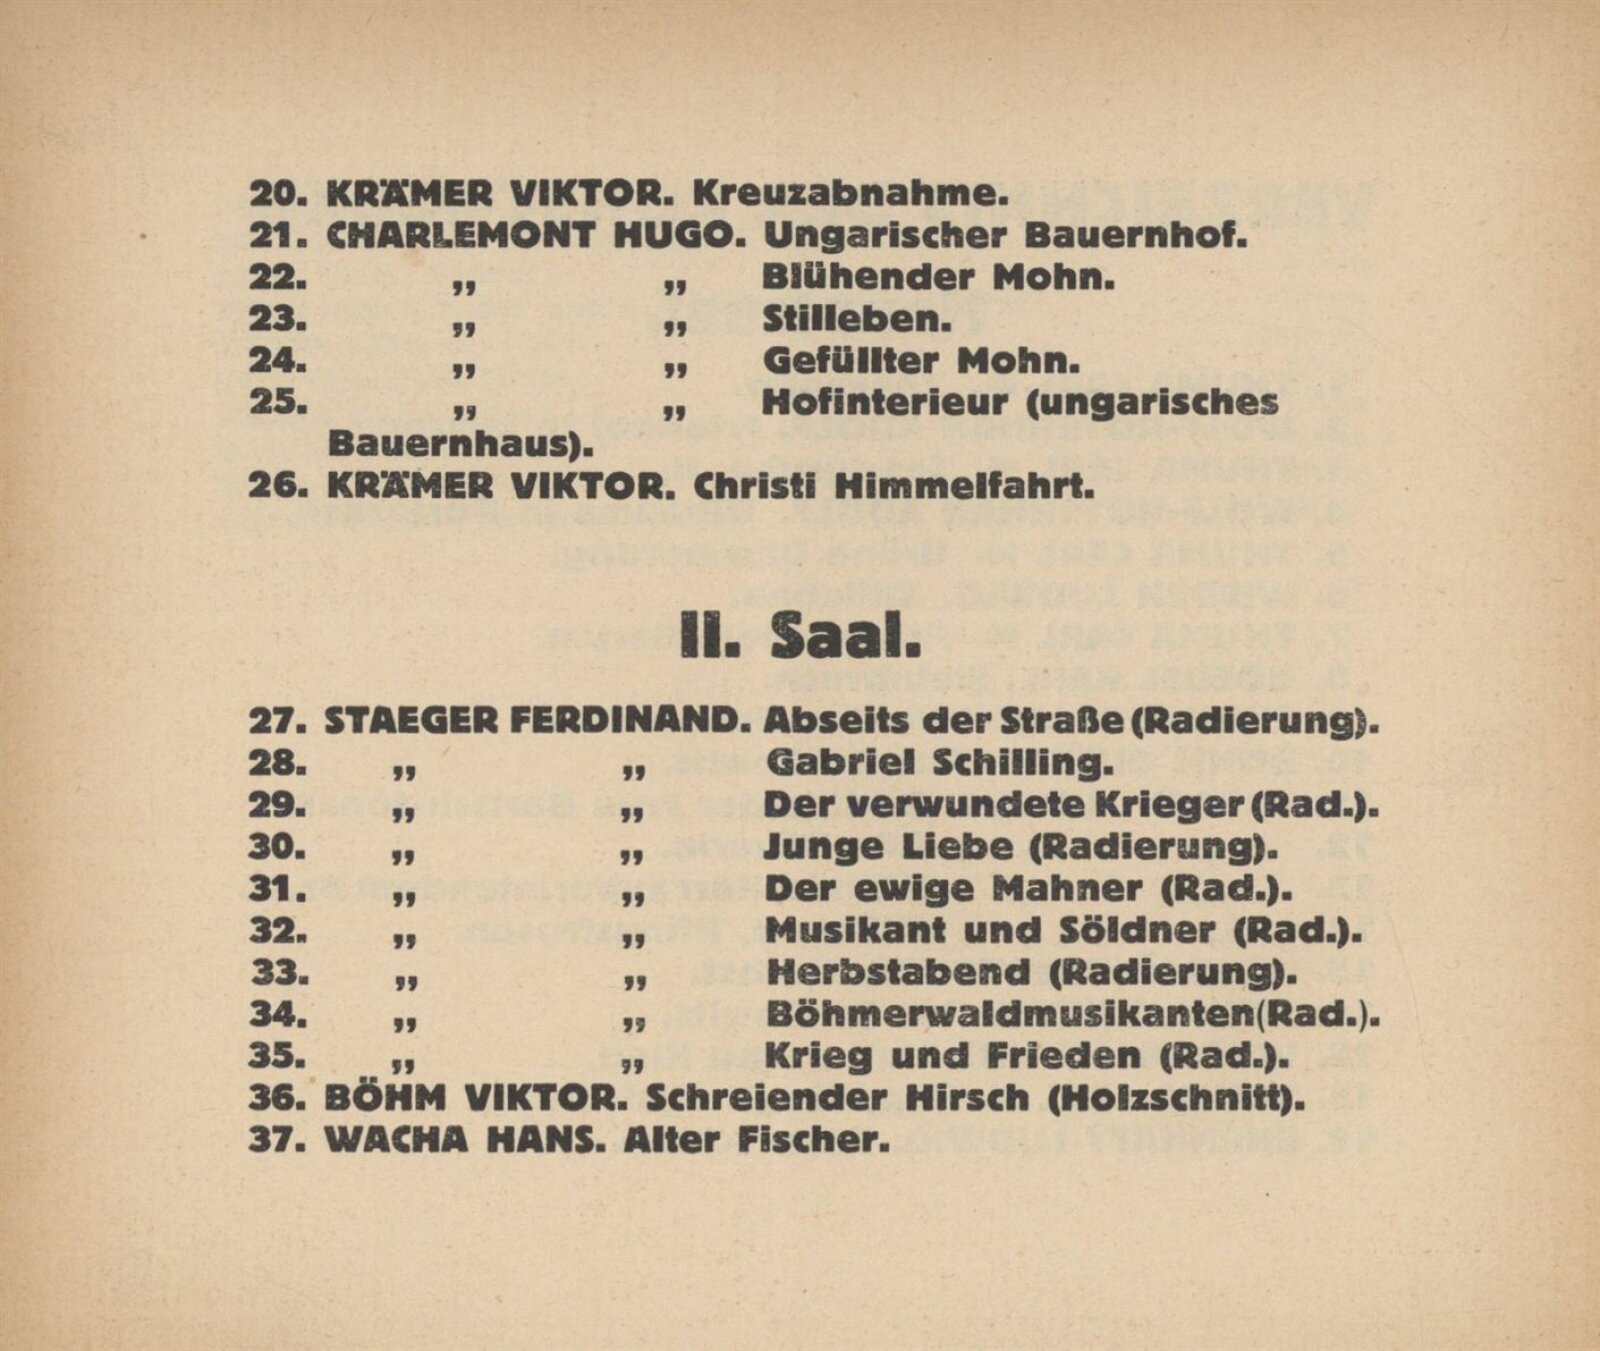 20. KRÄMER VIKTOR. Kreuzabnahme.
21. CHARLEMONT HUGO. Ungarischer Bauernhof.
22. „ „ Blühender Mohn.
23. „ „ Stilleben.
24. „ „ Gefüllter Mohn.
25. „ „ Hofinterieur (ungarisches
Bauernhaus).
26. KRÄMER VIKTOR. Christi Himmelfahrt.
II. Saal.
27. STAEGER FERDINAND. Abseits der Straße (Radierung).
28. „ „ Gabriel Schilling.
29. „ „ Der verwundete Krieger (Rad.).
30. „ „ Junge Liebe (Radierung).
31. „ „ Der ewige Mahner (Rad.).
32. „ „ Musikant und Söldner (Rad.).
33. „ „ Herbstabend (Radierung).
34. „ „ Böhmerwaldmusikanten (Rad.).
35. „ „ Krieg und Frieden (Rad.).
36. BÖHM VIKTOR. Schreiender Hirsch (Holzschnitt).
37. WACHA HANS. Alter Fischer.